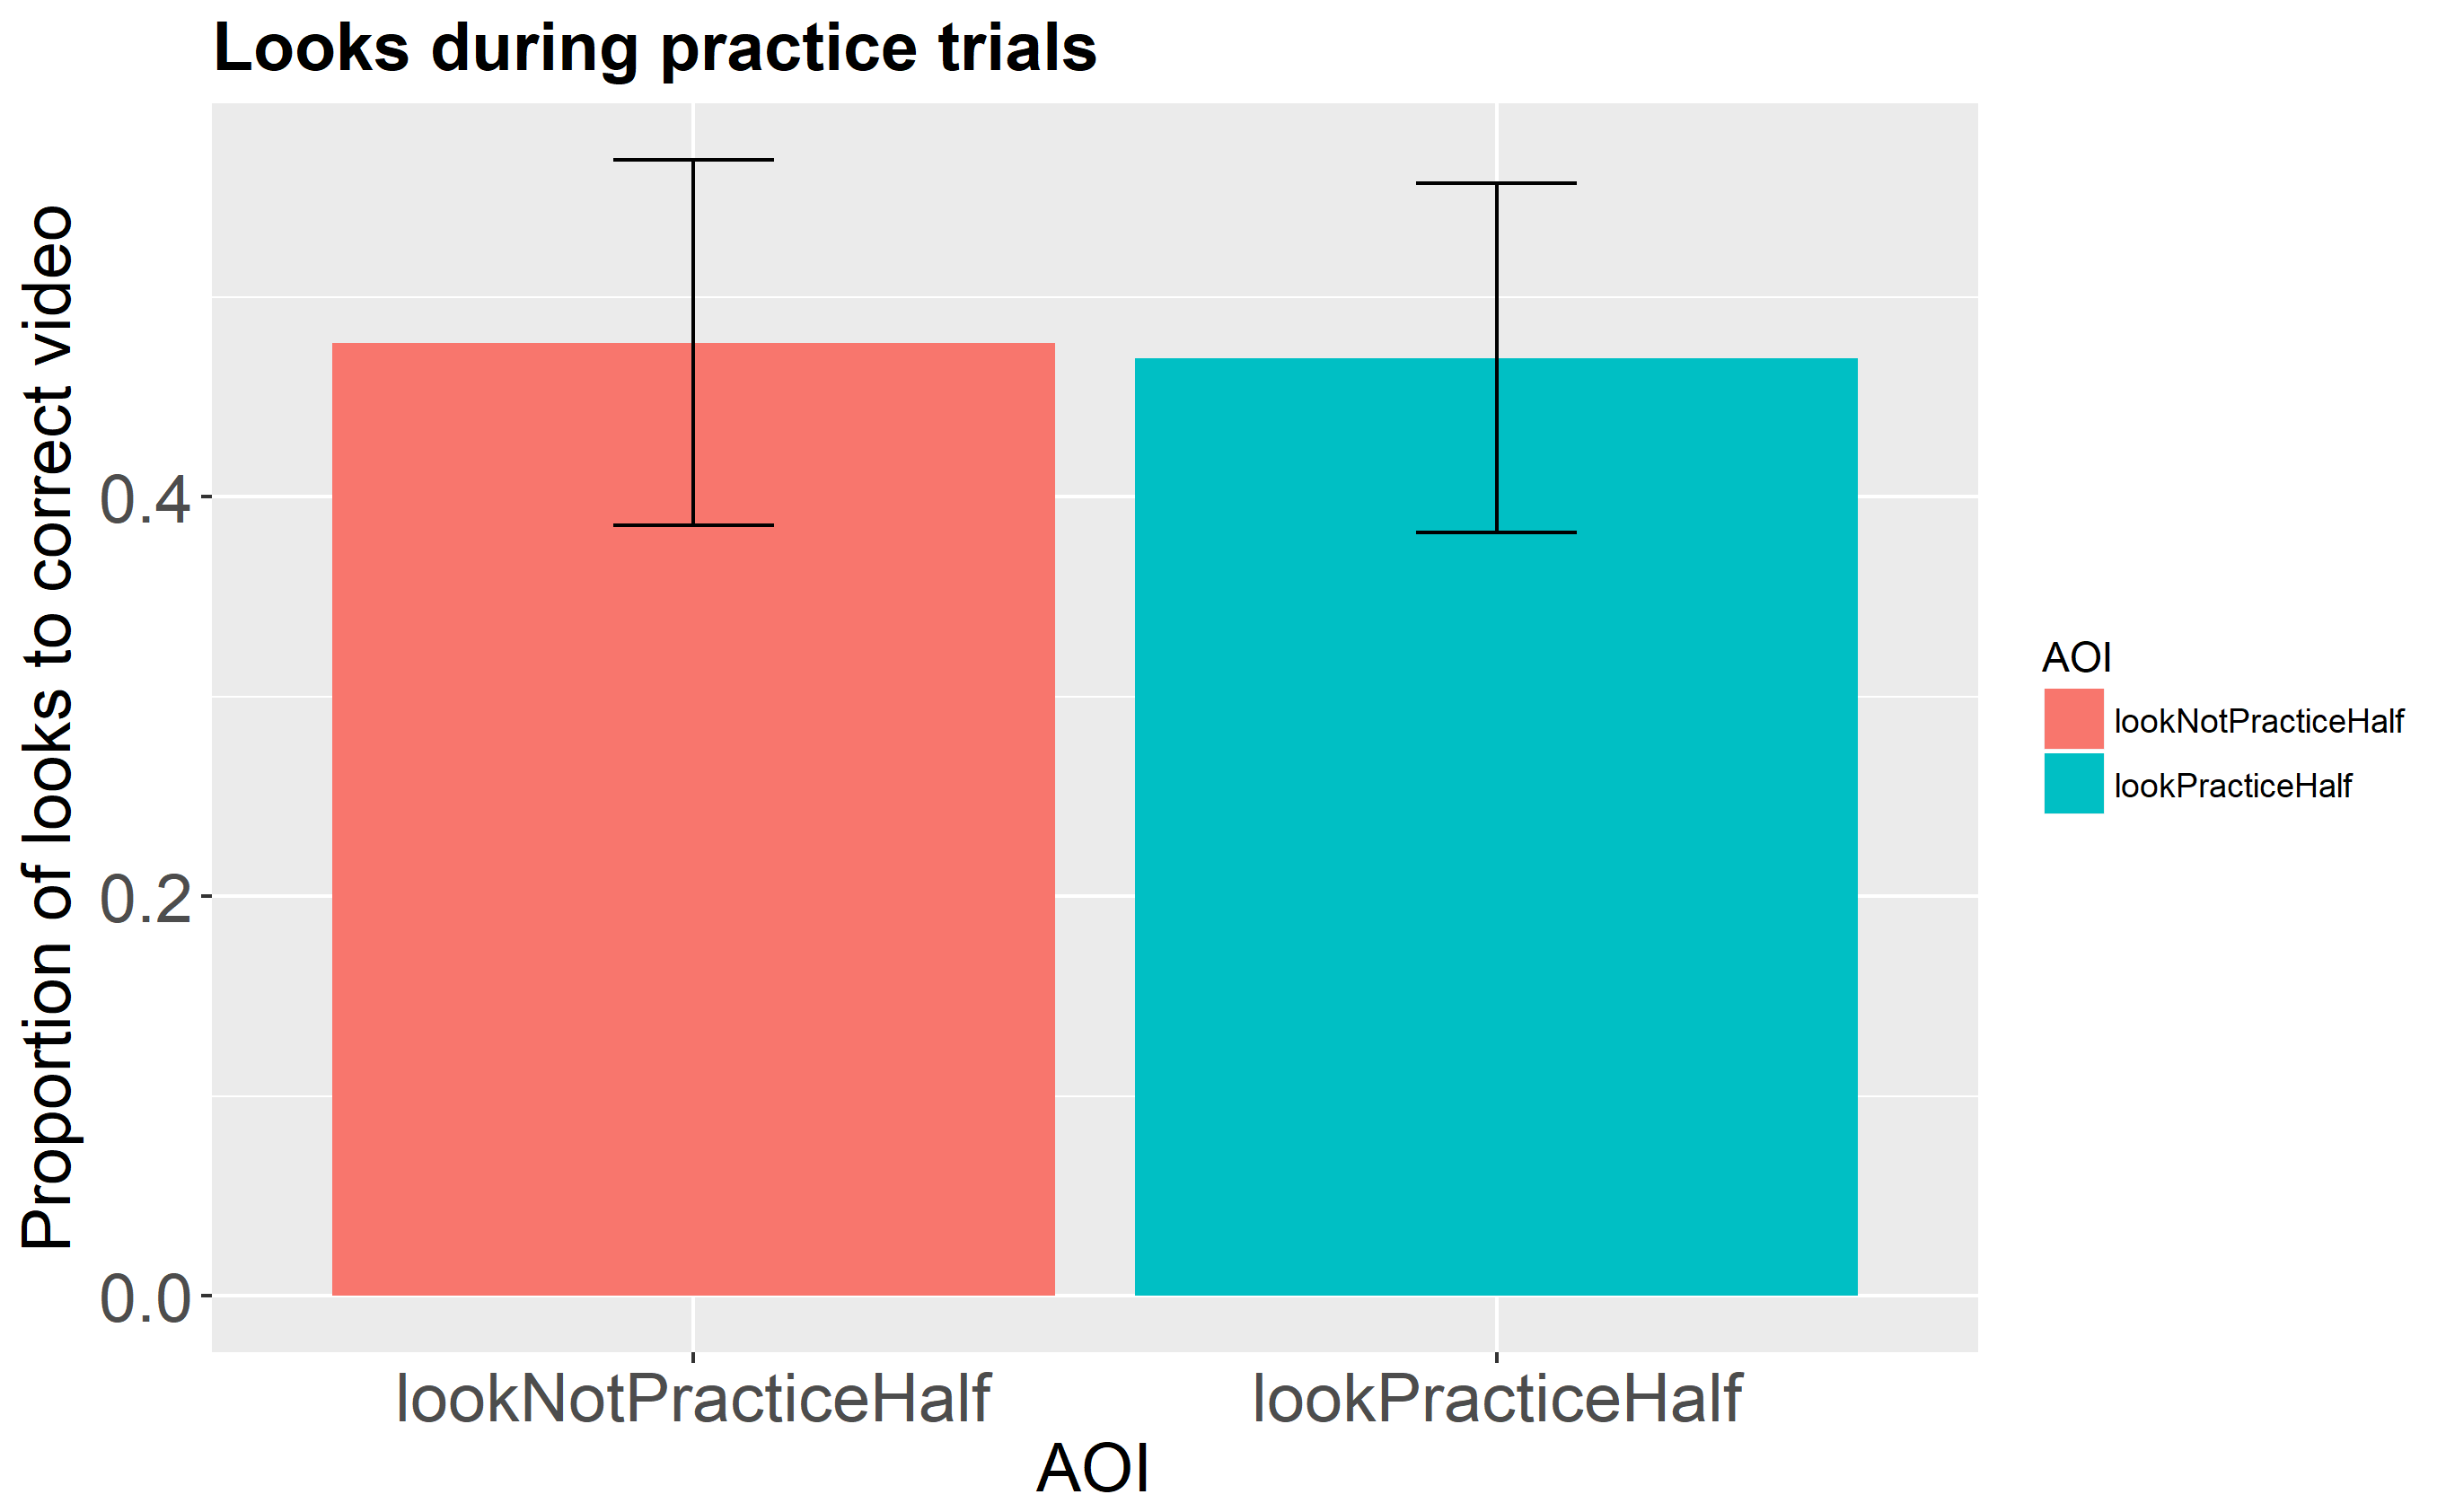 Looks during practice trials
Proportion of looks to correct video
0.4
0.2
0.0
lookNotPracticeHalf
lookPracticeHalf
AOI
AOI
lookNotPracticeHalf
lookPracticeHalf